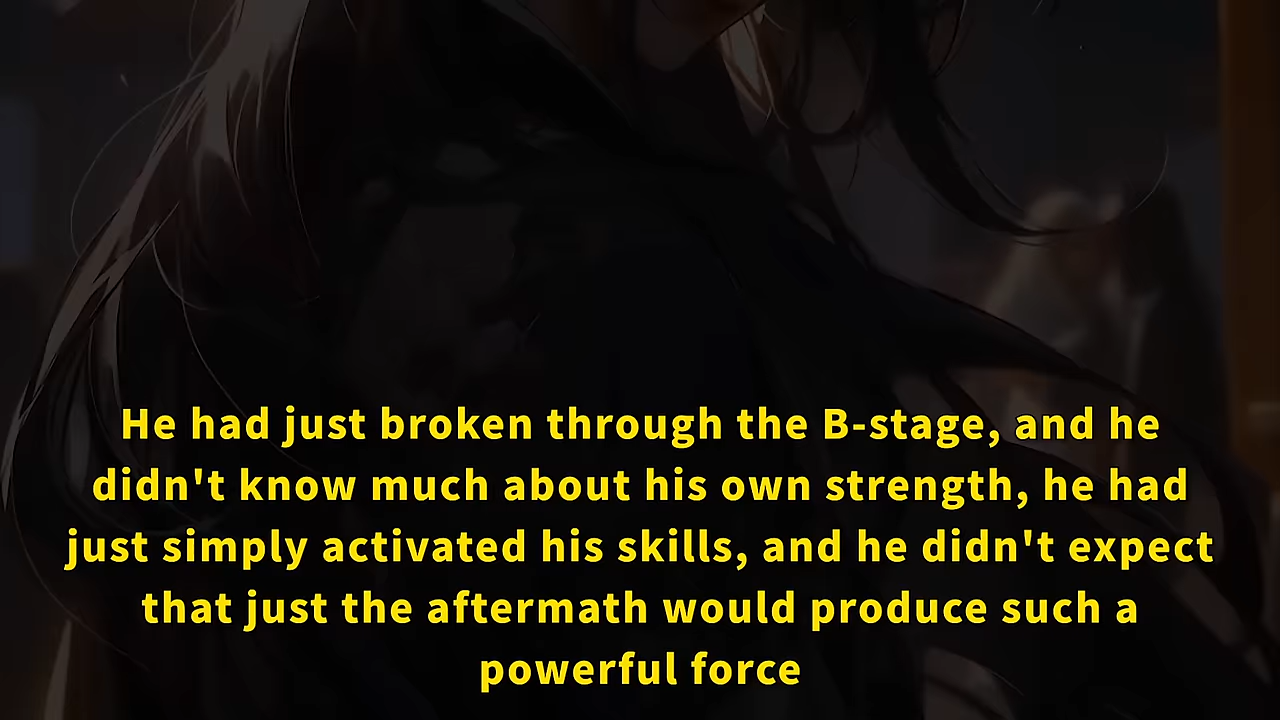 He had just broken through the B-stage, and he
didn't know much about his own strength, he had
just simply activated his skills, and he didn't expect
that just the aftermath would produce such a
powerful force